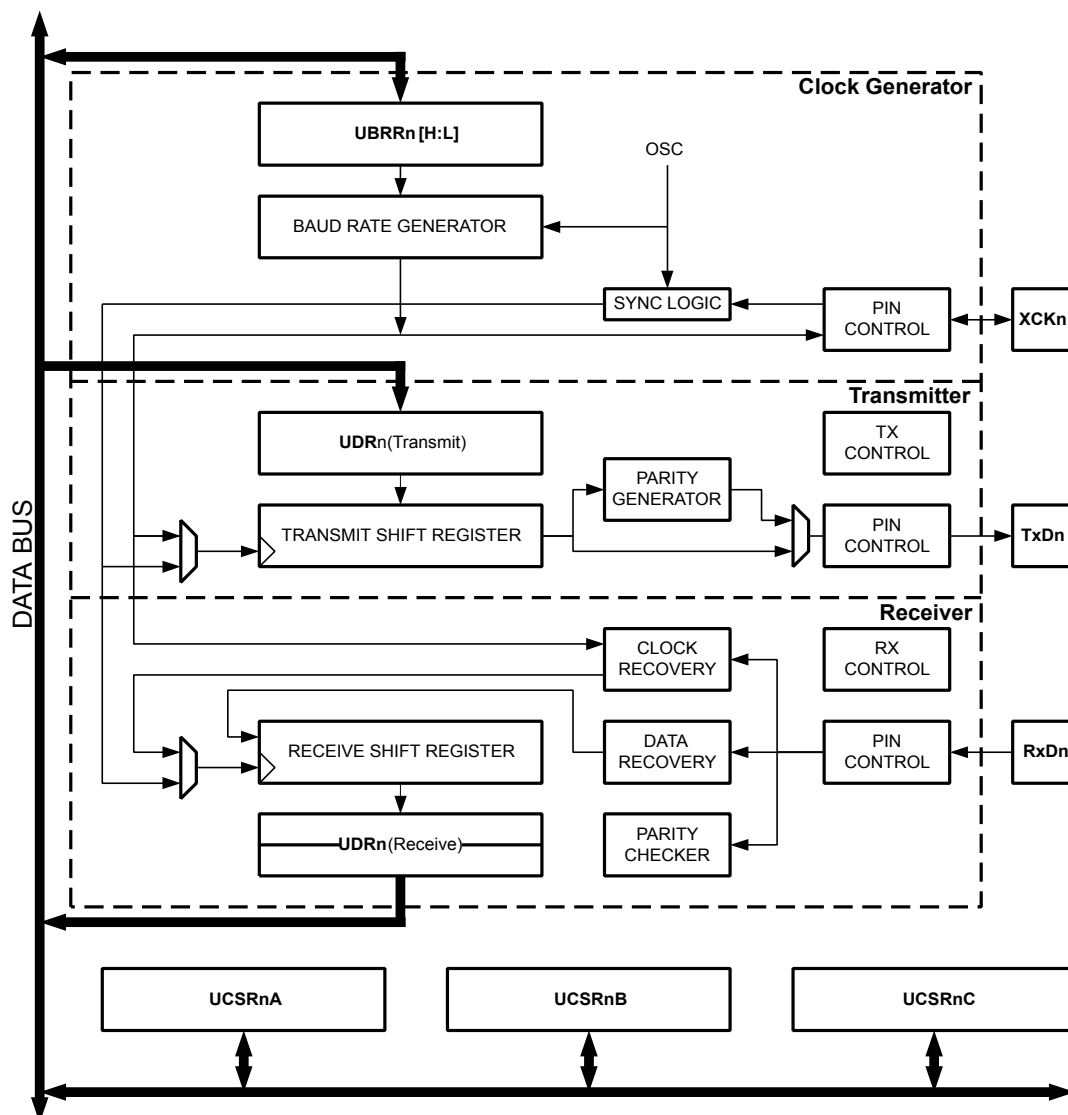 Clock Generator
UBRRn [H:L]
OSC
BAUD RATE GENERATOR
SYNC LOGIC
PIN
CONTROL
XCKn
Transmitter
UDRn(Transmit)
TX
CONTROL
PARITY
GENERATOR
TRANSMIT SHIFT REGISTER
PIN
CONTROL
TxDn
DATA BUS
Receiver
CLOCK
RECOVERY
RX
CONTROL
RECEIVE SHIFT REGISTER
DATA
RECOVERY
PIN
CONTROL
RxDn
UDRn(Receive)
PARITY
CHECKER
UCSRnA
UCSRnB
UCSRnC